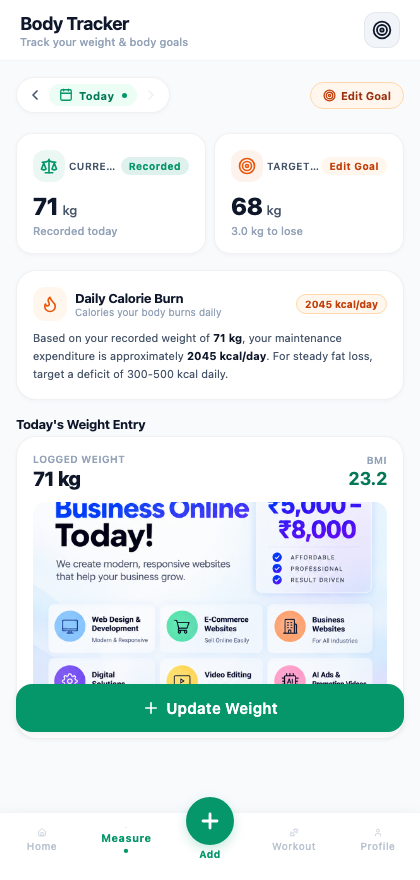 Body Tracker
Track your weight & body goals
Today
Edit Goal
CURRE... Recorded
71 kg
Recorded today
TARGET... Edit Goal
68 kg
3.0 kg to lose
Daily Calorie Burn
Calories your body burns daily
2045 kcal/day
Based on your recorded weight of 71 kg, your maintenance
expenditure is approximately 2045 kcal/day. For steady fat loss,
target a deficit of 300-500 kcal daily.
Today's Weight Entry
LOGGED WEIGHT
71 kg
BMI
23.2
Business Online
Today!
We create modern, responsive websites
that help your business grow.
₹5,000 –
₹8,000
AFFORDABLE
PROFESSIONAL
RESULT DRIVEN
Web Design &
Development
Modern & Responsive
E-Commerce
Websites
Sell Online Easily
Business
Websites
For All Industries
Digital
Solutions
Video Editing
AI Ads &
Promotion Videos
Update Weight
Home
Measure
Add
Workout
Profile